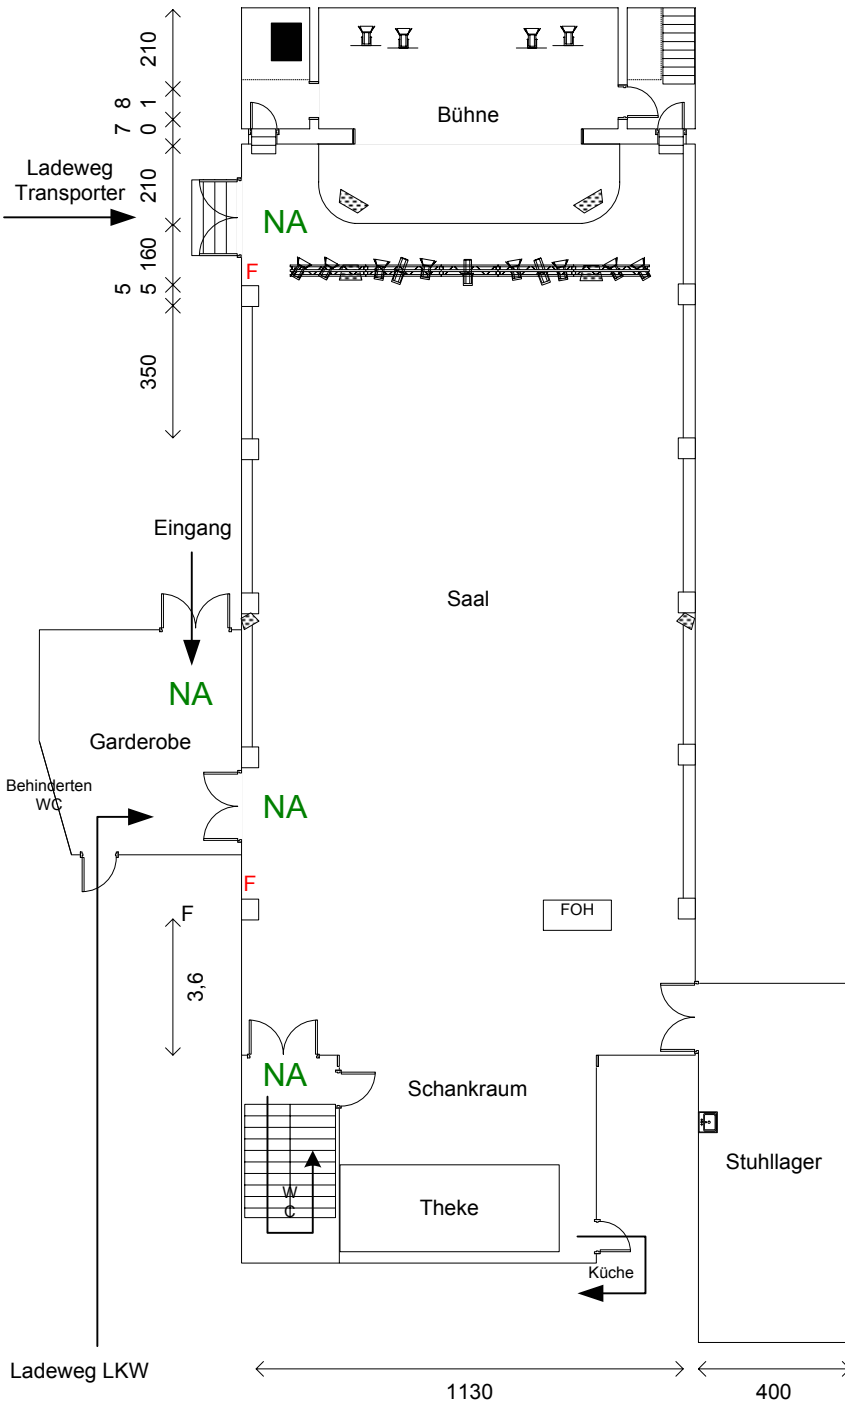 210
8 1
Bühne
7 0
Ladeweg
Transporter
210
NA
160
F
5 5
350
Eingang
Saal
NA
Garderobe
Behinderten
WC
NA
F
FOH
F
3,6
NA
Schankraum
Stuhllager
W
C
Theke
Küche
Ladeweg LKW
1130
400